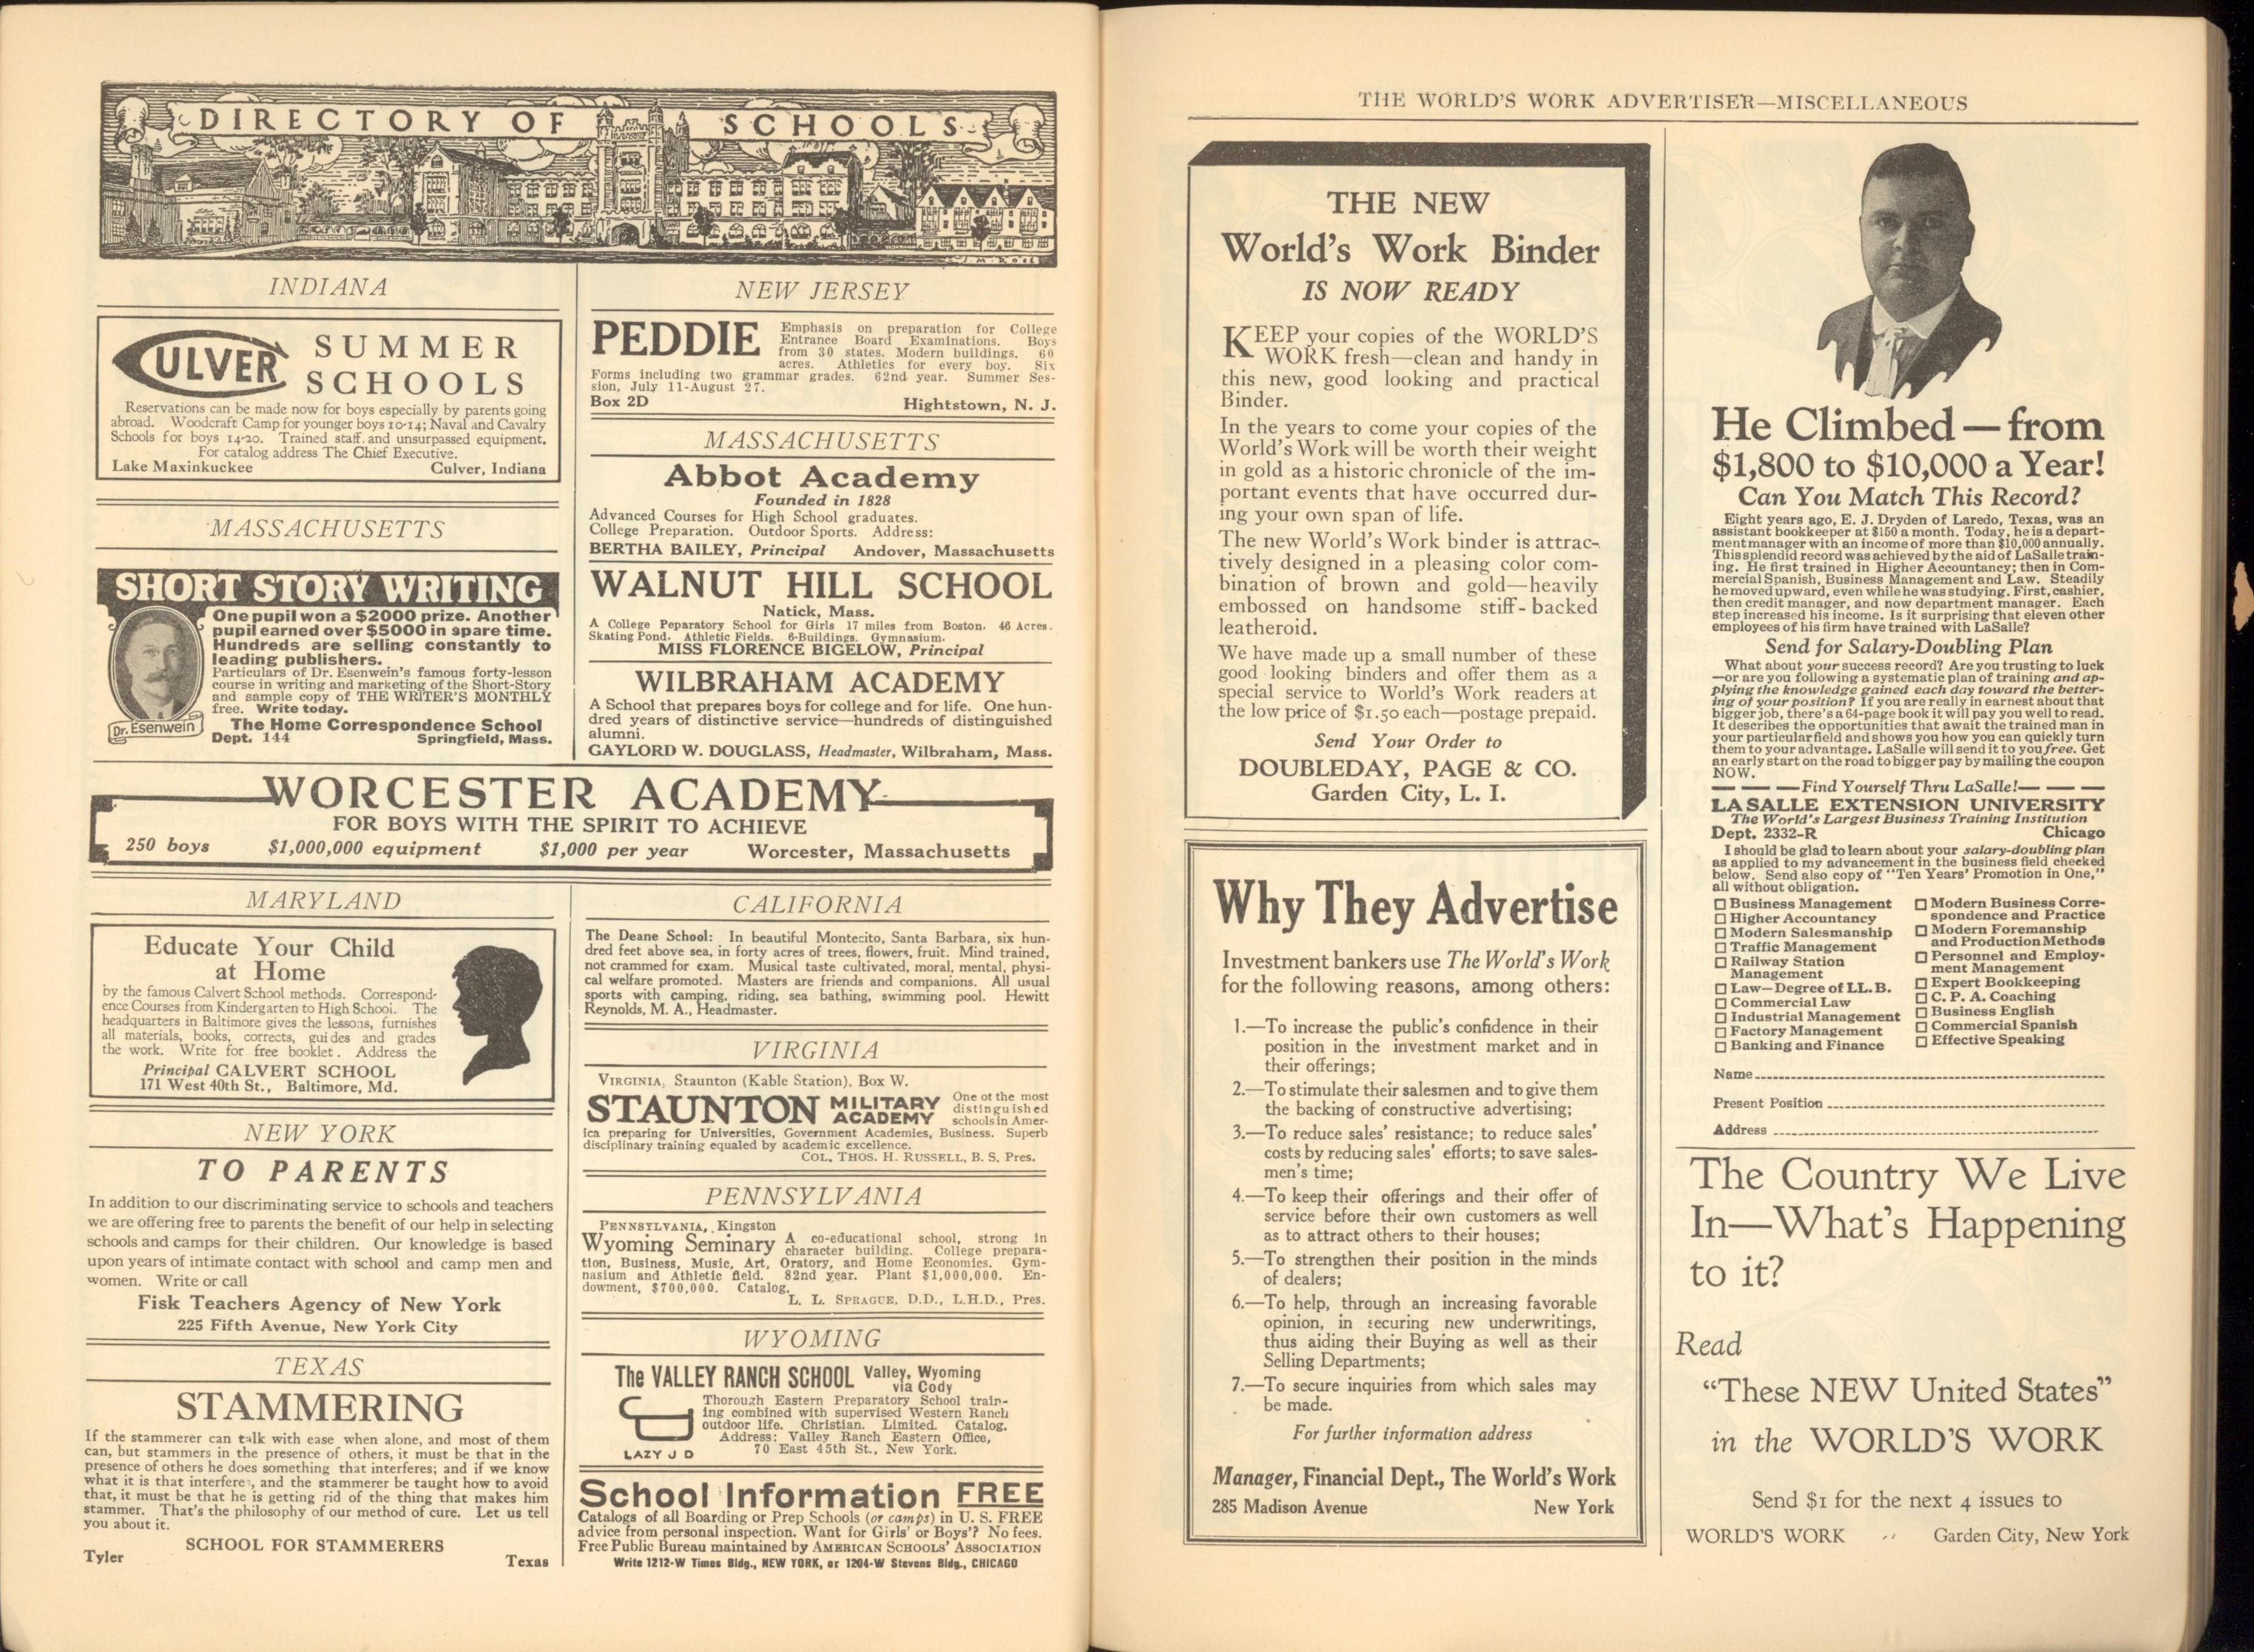 DIRECTORY OF SCHOOLS
J.M. ROSE
INDIANA
CULVER SUMMER
SCHOOLS
Reservations can be made now for boys especially by parents going
abroad. Woodcraft Camp for younger boys 10-14; Naval and Cavalry
Schools for boys 14-20. Trained staff and unsurpassed equipment.
For catalog address The Chief Executive.
Lake Maxinkuckee Culver, Indiana
MASSACHUSETTS
SHORT STORY WRITING
One pupil won a $2000 prize. Another
pupil earned over $5000 in spare time.
Hundreds are selling constantly to
leading publishers.
Particulars of Dr. Esenwein's famous forty-lesson
course in writing and marketing of the Short-Story
and sample copy of THE WRITER'S MONTHLY
free. Write today.
Dr. Esenwein
The Home Correspondence School
Dept. 144 Springfield, Mass.
NEW JERSEY
PEDDIE Emphasis on preparation for College
Entrance Board Examinations. Boys
from 30 states. Modern buildings. 60
acres. Athletics for every boy. Six
Forms including two grammar grades. 62nd year. Summer Ses-
sion, July 11-August 27.
Box 2D Hightstown, N. J.
MASSACHUSETTS
Abbot Academy
Founded in 1828
Advanced Courses for High School graduates.
College Preparation. Outdoor Sports. Address:
BERTHA BAILEY, Principal Andover, Massachusetts
WALNUT HILL SCHOOL
Natick, Mass.
A College Peparatory School for Girls 17 miles from Boston. 46 Acres.
Skating Pond. Athletic Fields. 6-Buildings. Gymnasium.
MISS FLORENCE BIGELOW, Principal
WILBRAHAM ACADEMY
A School that prepares boys for college and for life. One hun-
dred years of distinctive service—hundreds of distinguished
alumni.
GAYLORD W. DOUGLASS, Headmaster, Wilbraham, Mass.
WORCESTER ACADEMY
FOR BOYS WITH THE SPIRIT TO ACHIEVE
250 boys $1,000,000 equipment $1,000 per year Worcester, Massachusetts
MARYLAND
Educate Your Child
at Home
by the famous Calvert School methods. Correspond-
ence Courses from Kindergarten to High School. The
headquarters in Baltimore gives the lessons, furnishes
all materials, books, corrects, guides and grades
the work. Write for free booklet. Address the
Principal CALVERT SCHOOL
171 West 40th St., Baltimore, Md.
NEW YORK
TO PARENTS
In addition to our discriminating service to schools and teachers
we are offering free to parents the benefit of our help in selecting
schools and camps for their children. Our knowledge is based
upon years of intimate contact with school and camp men and
women. Write or call
Fisk Teachers Agency of New York
225 Fifth Avenue, New York City
TEXAS
STAMMERING
If the stammerer can talk with ease when alone, and most of them
can, but stammers in the presence of others, it must be that in the
presence of others he does something that interferes; and if we know
what it is that interferes, and the stammerer be taught how to avoid
that, it must be that he is getting rid of the thing that makes him
stammer. That's the philosophy of our method of cure. Let us tell
you about it.
SCHOOL FOR STAMMERERS
Tyler Texas
CALIFORNIA
The Deane School: In beautiful Montecito, Santa Barbara, six hun-
dred feet above sea, in forty acres of trees, flowers, fruit. Mind trained,
not crammed for exam. Musical taste cultivated, moral, mental, physi-
cal welfare promoted. Masters are friends and companions. All usual
sports with camping, riding, sea bathing, swimming pool. Hewitt
Reynolds, M. A., Headmaster.
VIRGINIA
VIRGINIA, Staunton (Kable Station), Box W.
STAUNTON MILITARY ACADEMY One of the most
distinguished
schools in Amer-
ica preparing for Universities, Government Academies, Business. Superb
disciplinary training equaled by academic excellence.
COL. THOS. H. RUSSELL, B. S. Pres.
PENNSYLVANIA
PENNSYLVANIA, Kingston
Wyoming Seminary A co-educational school, strong in
character building. College prepara-
tion, Business, Music, Art, Oratory, and Home Economics. Gym-
nasium and Athletic field. 82nd year. Plant $1,000,000. En-
dowment, $700,000. Catalog.
L. L. SPRAGUE, D.D., L.H.D., Pres.
WYOMING
The VALLEY RANCH SCHOOL Valley, Wyoming
via Cody
Thorough Eastern Preparatory School train-
ing combined with supervised Western Ranch
outdoor life. Christian. Limited. Catalog.
Address: Valley Ranch Eastern Office,
70 East 45th St., New York.
LAZY J D
School Information FREE
Catalogs of all Boarding or Prep Schools (or camps) in U. S. FREE
advice from personal inspection. Want for Girls' or Boys'? No fees.
Free Public Bureau maintained by AMERICAN SCHOOLS' ASSOCIATION
Write 1212-W Times Bldg., NEW YORK, or 1204-W Stevens Bldg., CHICAGO
THE WORLD'S WORK ADVERTISER—MISCELLANEOUS
THE NEW
World's Work Binder
IS NOW READY
KEEP your copies of the WORLD'S
WORK fresh—clean and handy in
this new, good looking and practical
Binder.
In the years to come your copies of the
World's Work will be worth their weight
in gold as a historic chronicle of the im-
portant events that have occurred dur-
ing your own span of life.
The new World's Work binder is attrac-
tively designed in a pleasing color com-
bination of brown and gold—heavily
embossed on handsome stiff-backed
leatheroid.
We have made up a small number of these
good looking binders and offer them as a
special service to World's Work readers at
the low price of $1.50 each—postage prepaid.
Send Your Order to
DOUBLEDAY, PAGE & CO.
Garden City, L. I.
Why They Advertise
Investment bankers use The World's Work
for the following reasons, among others:
1.—To increase the public's confidence in their
position in the investment market and in
their offerings;
2.—To stimulate their salesmen and to give them
the backing of constructive advertising;
3.—To reduce sales' resistance; to reduce sales'
costs by reducing sales' efforts; to save sales-
men's time;
4.—To keep their offerings and their offer of
service before their own customers as well
as to attract others to their houses;
5.—To strengthen their position in the minds
of dealers;
6.—To help, through an increasing favorable
opinion, in securing new underwritings,
thus aiding their Buying as well as their
Selling Departments;
7.—To secure inquiries from which sales may
be made.
For further information address
Manager, Financial Dept., The World's Work
285 Madison Avenue New York
He Climbed—from
$1,800 to $10,000 a Year!
Can You Match This Record?
Eight years ago, E. J. Dryden of Laredo, Texas, was an
assistant bookkeeper at $150 a month. Today, he is a depart-
ment manager with an income of more than $10,000 annually.
This splendid record was achieved by the aid of LaSalle train-
ing. He first trained in Higher Accountancy; then in Com-
mercial Spanish, Business Management and Law. Steadily
he moved upward, even while he was studying. First, cashier,
then credit manager, and now department manager. Each
step increased his income. Is it surprising that eleven other
employees of his firm have trained with LaSalle?
Send for Salary-Doubling Plan
What about your success record? Are you trusting to luck
—or are you following a systematic plan of training and ap-
plying the knowledge gained each day toward the better-
ing of your position? If you are really in earnest about that
bigger job, there's a 64-page book it will pay you well to read.
It describes the opportunities that await the trained man in
your particular field and shows you how you can quickly turn
them to your advantage. LaSalle will send it to you free. Get
an early start on the road to bigger pay by mailing the coupon
NOW.
— — — —Find Yourself Thru LaSalle!— — — —
LA SALLE EXTENSION UNIVERSITY
The World's Largest Business Training Institution
Dept. 2332-R Chicago
I should be glad to learn about your salary-doubling plan
as applied to my advancement in the business field checked
below. Send also copy of "Ten Years' Promotion in One,"
all without obligation.
☐ Business Management
☐ Higher Accountancy
☐ Modern Salesmanship
☐ Traffic Management
☐ Railway Station
Management
☐ Law—Degree of LL.B.
☐ Commercial Law
☐ Industrial Management
☐ Factory Management
☐ Banking and Finance
☐ Modern Business Corre-
spondence and Practice
☐ Modern Foremanship
and Production Methods
☐ Personnel and Employ-
ment Management
☐ Expert Bookkeeping
☐ C. P. A. Coaching
☐ Business English
☐ Commercial Spanish
☐ Effective Speaking
Name
Present Position
Address
The Country We Live
In—What's Happening
to it?
Read
"These NEW United States"
in the WORLD'S WORK
Send $1 for the next 4 issues to
WORLD'S WORK Garden City, New York